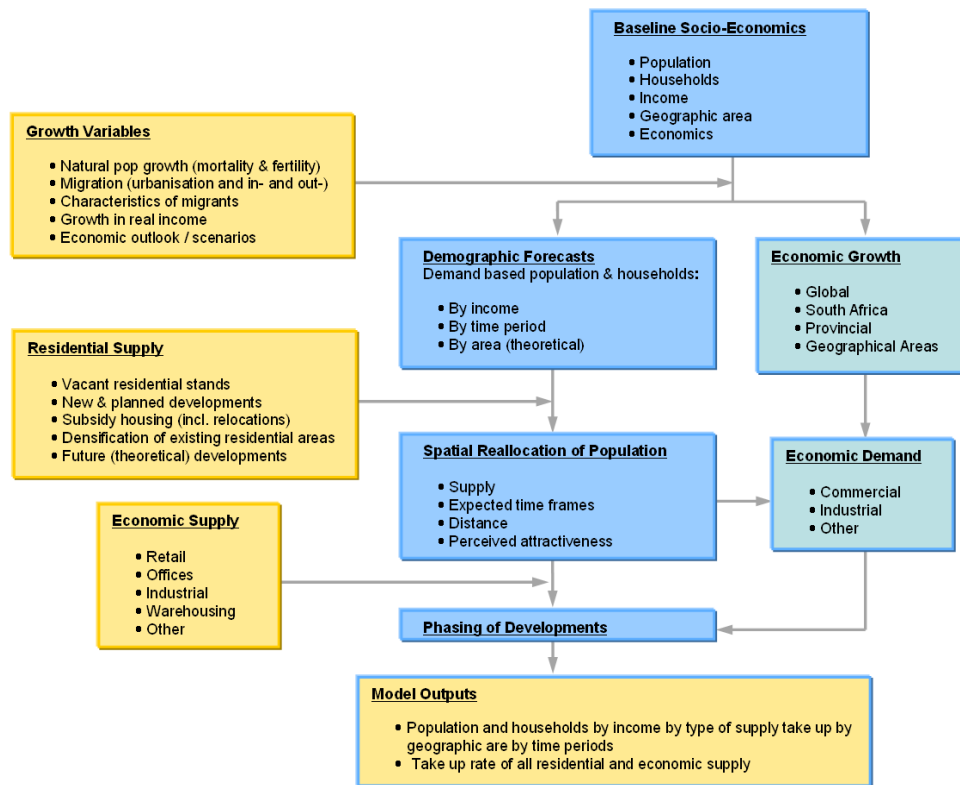 Baseline Socio-Economics
• Population
• Households
• Income
• Geographic area
• Economics
Growth Variables
• Natural pop growth (mortality & fertility)
• Migration (urbanisation and in- and out-)
• Characteristics of migrants
• Growth in real income
• Economic outlook / scenarios
Demographic Forecasts
Demand based population & households:
• By income
• By time period
• By area (theoretical)
Economic Growth
• Global
• South Africa
• Provincial
• Geographical Areas
Residential Supply
• Vacant residential stands
• New & planned developments
• Subsidy housing (incl. relocations)
• Densification of existing residential areas
• Future (theoretical) developments
Spatial Reallocation of Population
• Supply
• Expected time frames
• Distance
• Perceived attractiveness
Economic Demand
• Commercial
• Industrial
• Other
Economic Supply
• Retail
• Offices
• Industrial
• Warehousing
• Other
Phasing of Developments
Model Outputs
• Population and households by income by type of supply take up by
geographic are by time periods
• Take up rate of all residential and economic supply